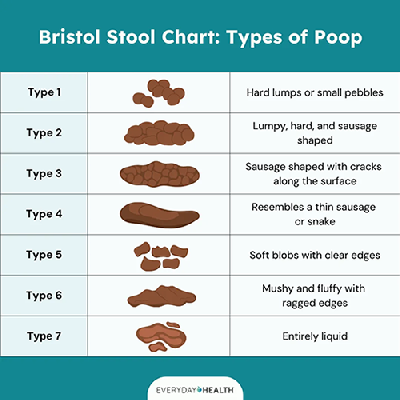 Bristol Stool Chart: Types of Poop
Type 1
Hard lumps or small pebbles
Type 2
Lumpy, hard, and sausage
shaped
Type 3
Sausage shaped with cracks
along the surface
Type 4
Resembles a thin sausage
or snake
Type 5
Soft blobs with clear edges
Type 6
Mushy and fluffy with
ragged edges
Type 7
Entirely liquid
EVERYDAY HEALTH